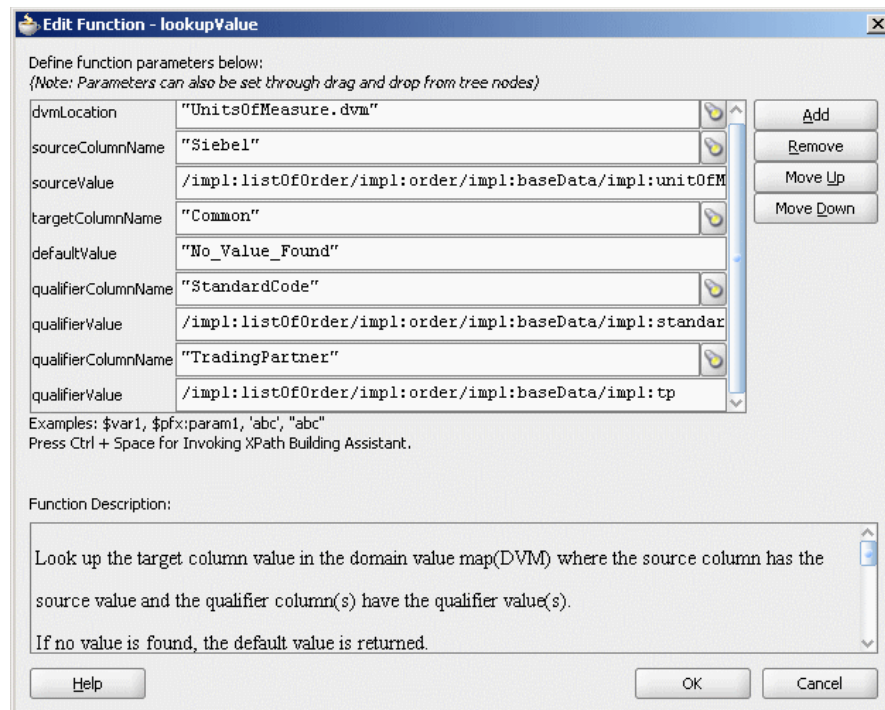 Edit Function - lookupValue
Define function parameters below:
(Note: Parameters can also be set through drag and drop from tree nodes)
dvmLocation "UnitsOfMeasure.dvm"
Add
sourceColumnName "Siebel"
Remove
sourceValue /impl:listOfOrder/impl:order/impl:baseData/impl:unitOfM
Move Up
targetColumnName "Common"
Move Down
defaultValue "No_Value_Found"
qualifierColumnName "StandardCode"
qualifierValue /impl:listOfOrder/impl:order/impl:baseData/impl:standar
qualifierColumnName "TradingPartner"
qualifierValue /impl:listOfOrder/impl:order/impl:baseData/impl:tp
Examples: $var1, $pfx:param1, 'abc', "abc"
Press Ctrl + Space for Invoking XPath Building Assistant.
Function Description:
Look up the target column value in the domain value map(DVM) where the source column has the
source value and the qualifier column(s) have the qualifier value(s).
If no value is found, the default value is returned.
Help OK Cancel